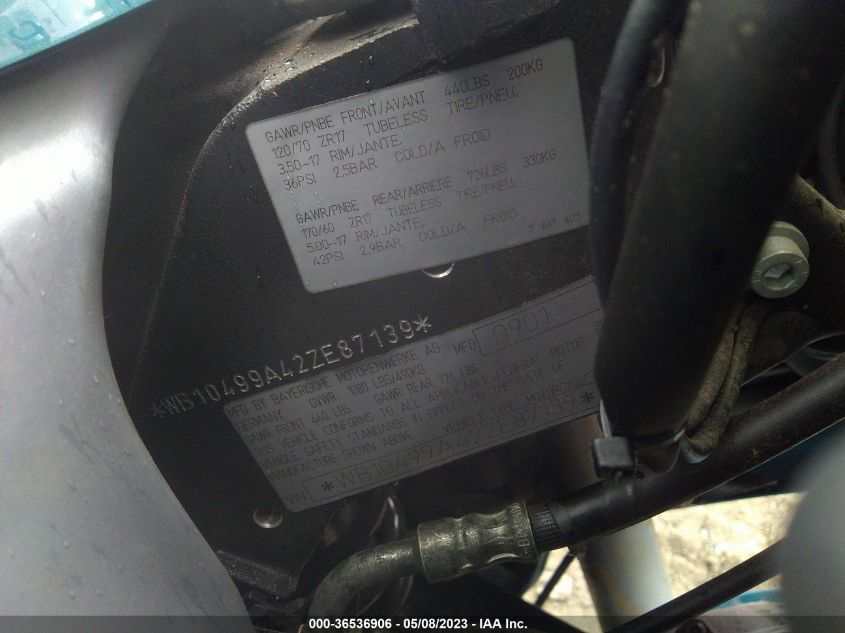 GAWR/PNBE FRONT/AVANT 440LBS 200KG
120/70 ZR17 TUBELESS TIRE/PNEU,
3.50-17 RIM/JANTE,
36PSI 2.5BAR COLD/A FROID
GAWR/PNBE REAR/ARRIERE 726LBS 330KG
170/60 ZR17 TUBELESS TIRE/PNEU,
5.00-17 RIM/JANTE,
42PSI 2.9BAR COLD/A FROID 7 661 403
*WB10499A42ZE87139*
MFD BY BAYERISCHE MOTORENWERKE AG MFD 0901
GERMANY GVWR 1080 LBS/490KG
GAWR FRONT 440 LBS GAWR REAR 726 LBS
THIS VEHICLE CONFORMS TO ALL APPLICABLE FEDERAL MOTOR
VEHICLE SAFETY STANDARDS IN EFFECT ON THE DATE OF
MANUFACTURE SHOWN ABOVE VEHICLE TYPE MOTORCYCLE
VIN *WB10499A42ZE87139*
000-36536906 - 05/08/2023 - IAA Inc.